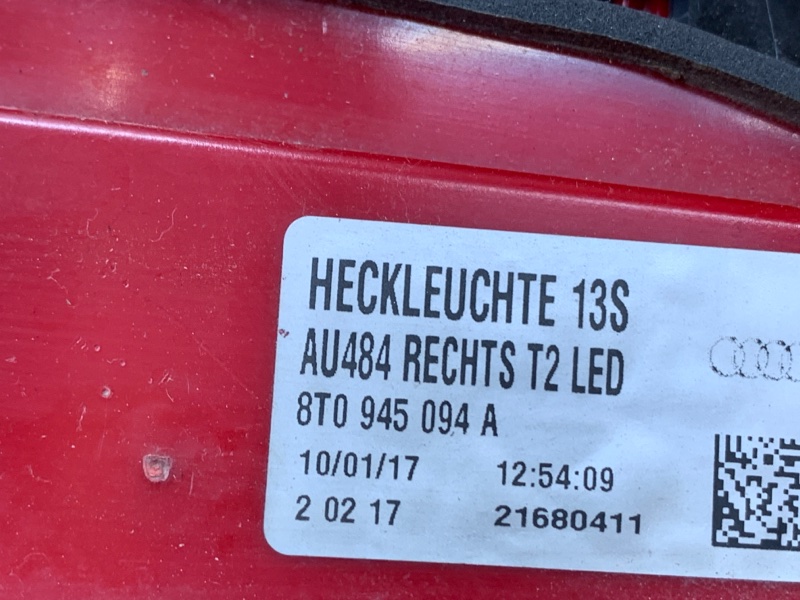 HECKLEUCHTE 13S
AU484 RECHTS T2 LED
8T0 945 094 A
10/01/17 12:54:09
2 02 17 21680411